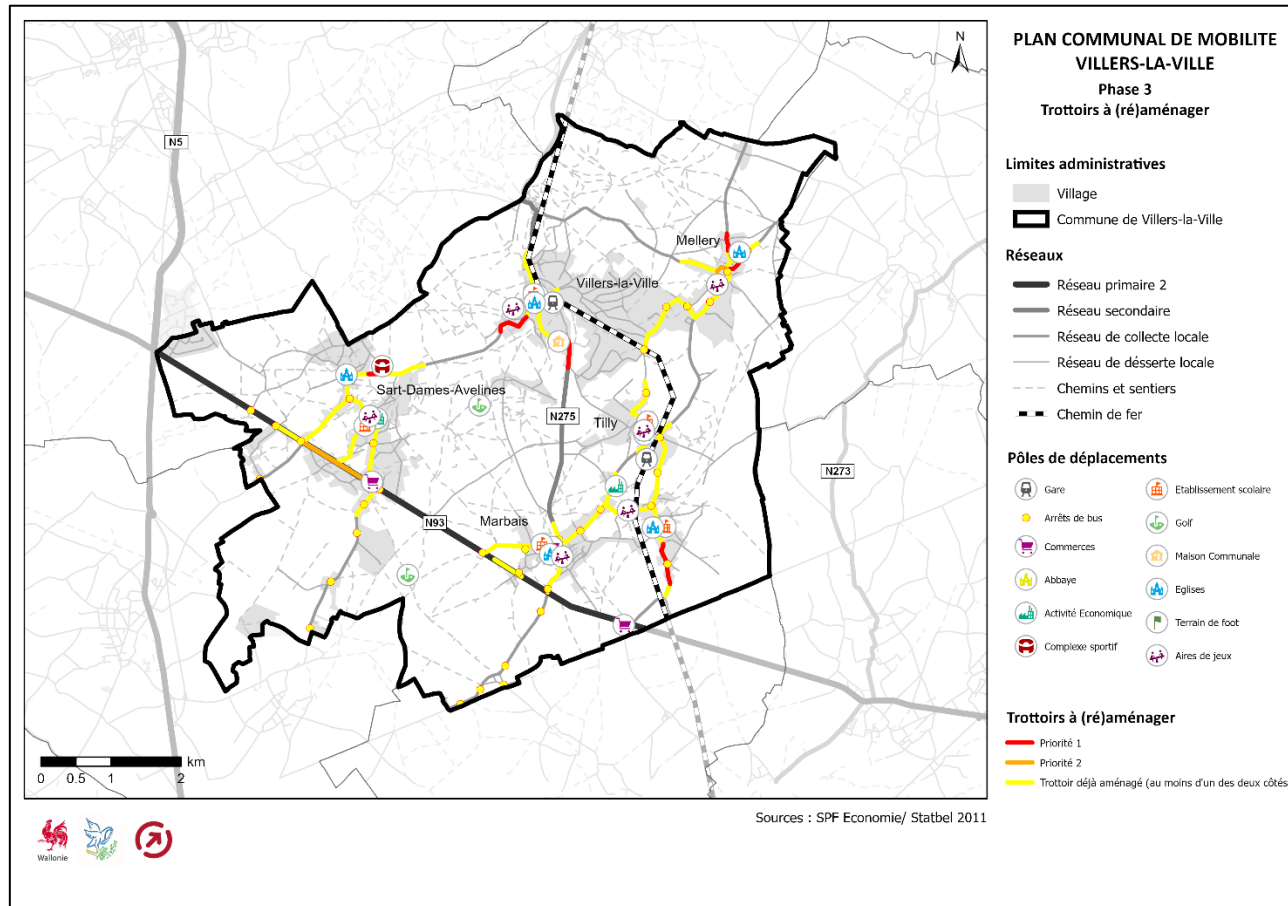 PLAN COMMUNAL DE MOBILITE
VILLERS-LA-VILLE
Phase 3
Trottoirs à (ré)aménager
Limites administratives
Village
Commune de Villers-la-Ville
Réseaux
Réseau primaire 2
Réseau secondaire
Réseau de collecte locale
Réseau de désserte locale
Chemins et sentiers
Chemin de fer
Pôles de déplacements
Gare
Etablissement scolaire
Arrêts de bus
Golf
Commerces
Maison Communale
Abbaye
Eglises
Activité Economique
Terrain de foot
Complexe sportif
Aires de jeux
Trottoirs à (ré)aménager
Priorité 1
Priorité 2
Trottoir déjà aménagé (au moins d'un des deux côtés
N
N5
Mellery
Villers-la-Ville
Sart-Dames-Avelines
N275
Tilly
N273
N93
Marbais
km
0 0.5 1 2
Sources : SPF Economie/ Statbel 2011
Wallonie